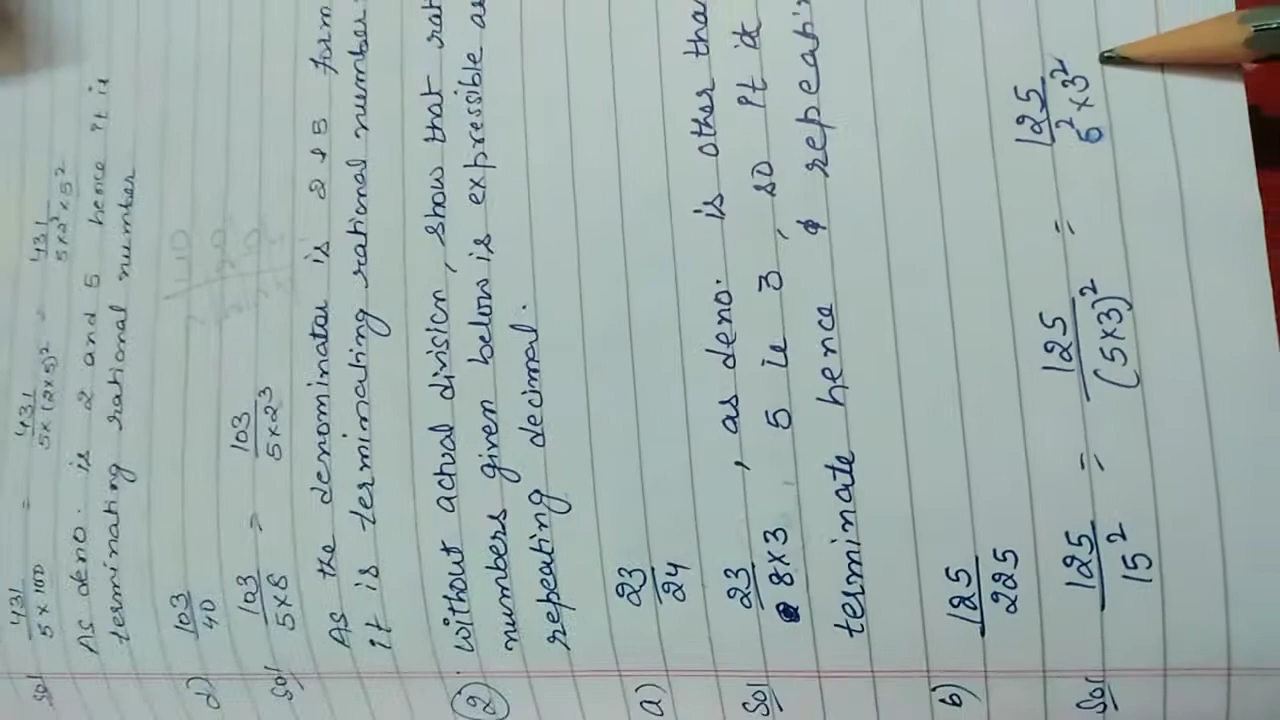 Sol 431/5×100 = 431/5×(2×5)² = 431/5×2²×5²
As deno. is 2 and 5 hence it is
terminating rational number
d) 103/40
Sol 103/5×8 = 103/5×2³
As the denominator is 2 & 5 form
it is terminating rational number.
2. Without actual division, show that rat
numbers given below is expressible as
repeating decimal.
a) 23/24
Sol 23/8×3, as deno. is other tha
5 is 3, so it it
terminate hence repeati
b) 125/225
Sol 125/15² = 125/(5×3)² = 125/5²×3²